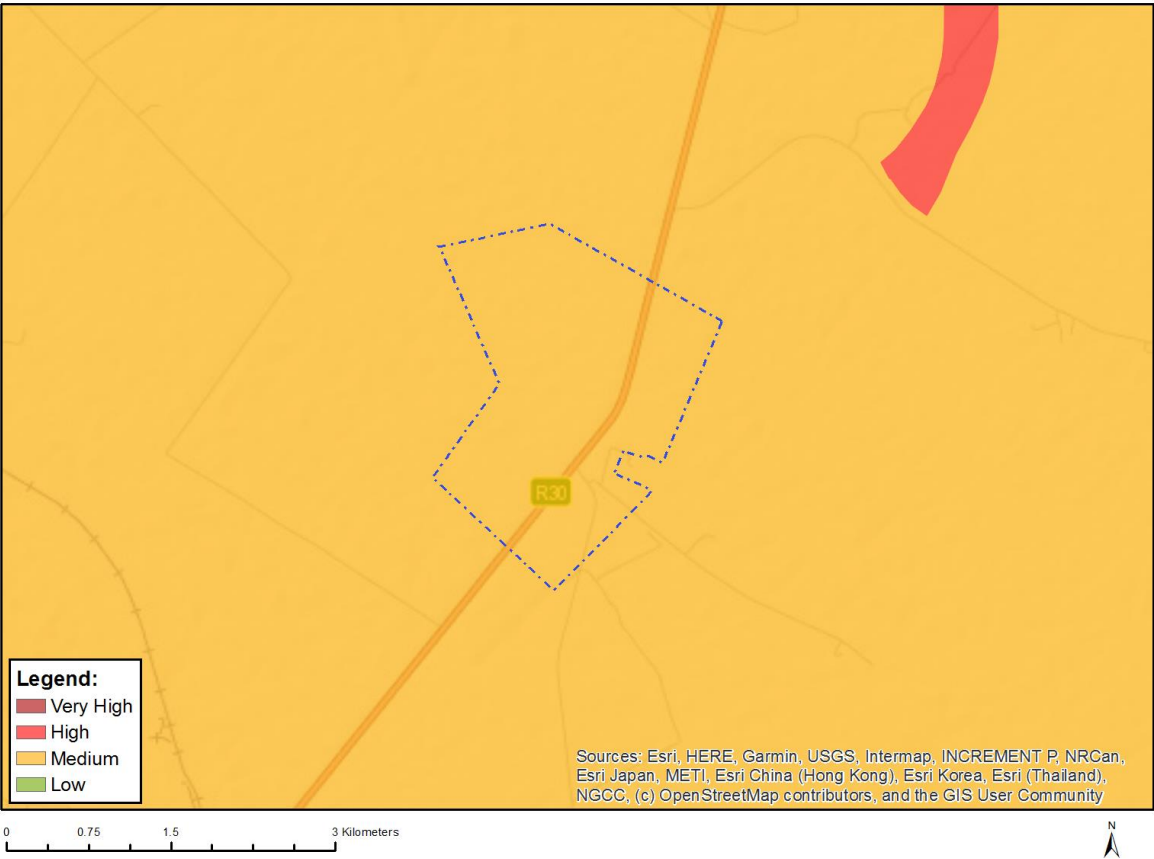 R30
Legend:
Very High
High
Medium
Low
Sources: Esri, HERE, Garmin, USGS, Intermap, INCREMENT P, NRCan,
Esri Japan, METI, Esri China (Hong Kong), Esri Korea, Esri (Thailand),
NGCC, (c) OpenStreetMap contributors, and the GIS User Community
0 0.75 1.5 3 Kilometers
N